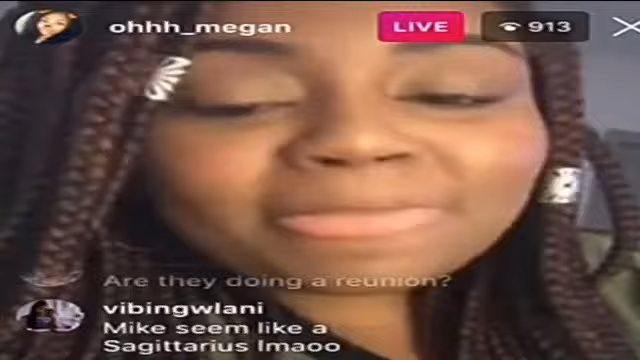 ohhh_megan
LIVE
913
Are they doing a reunion?
vibingwlani
Mike seem like a
Sagittarius lmaoo